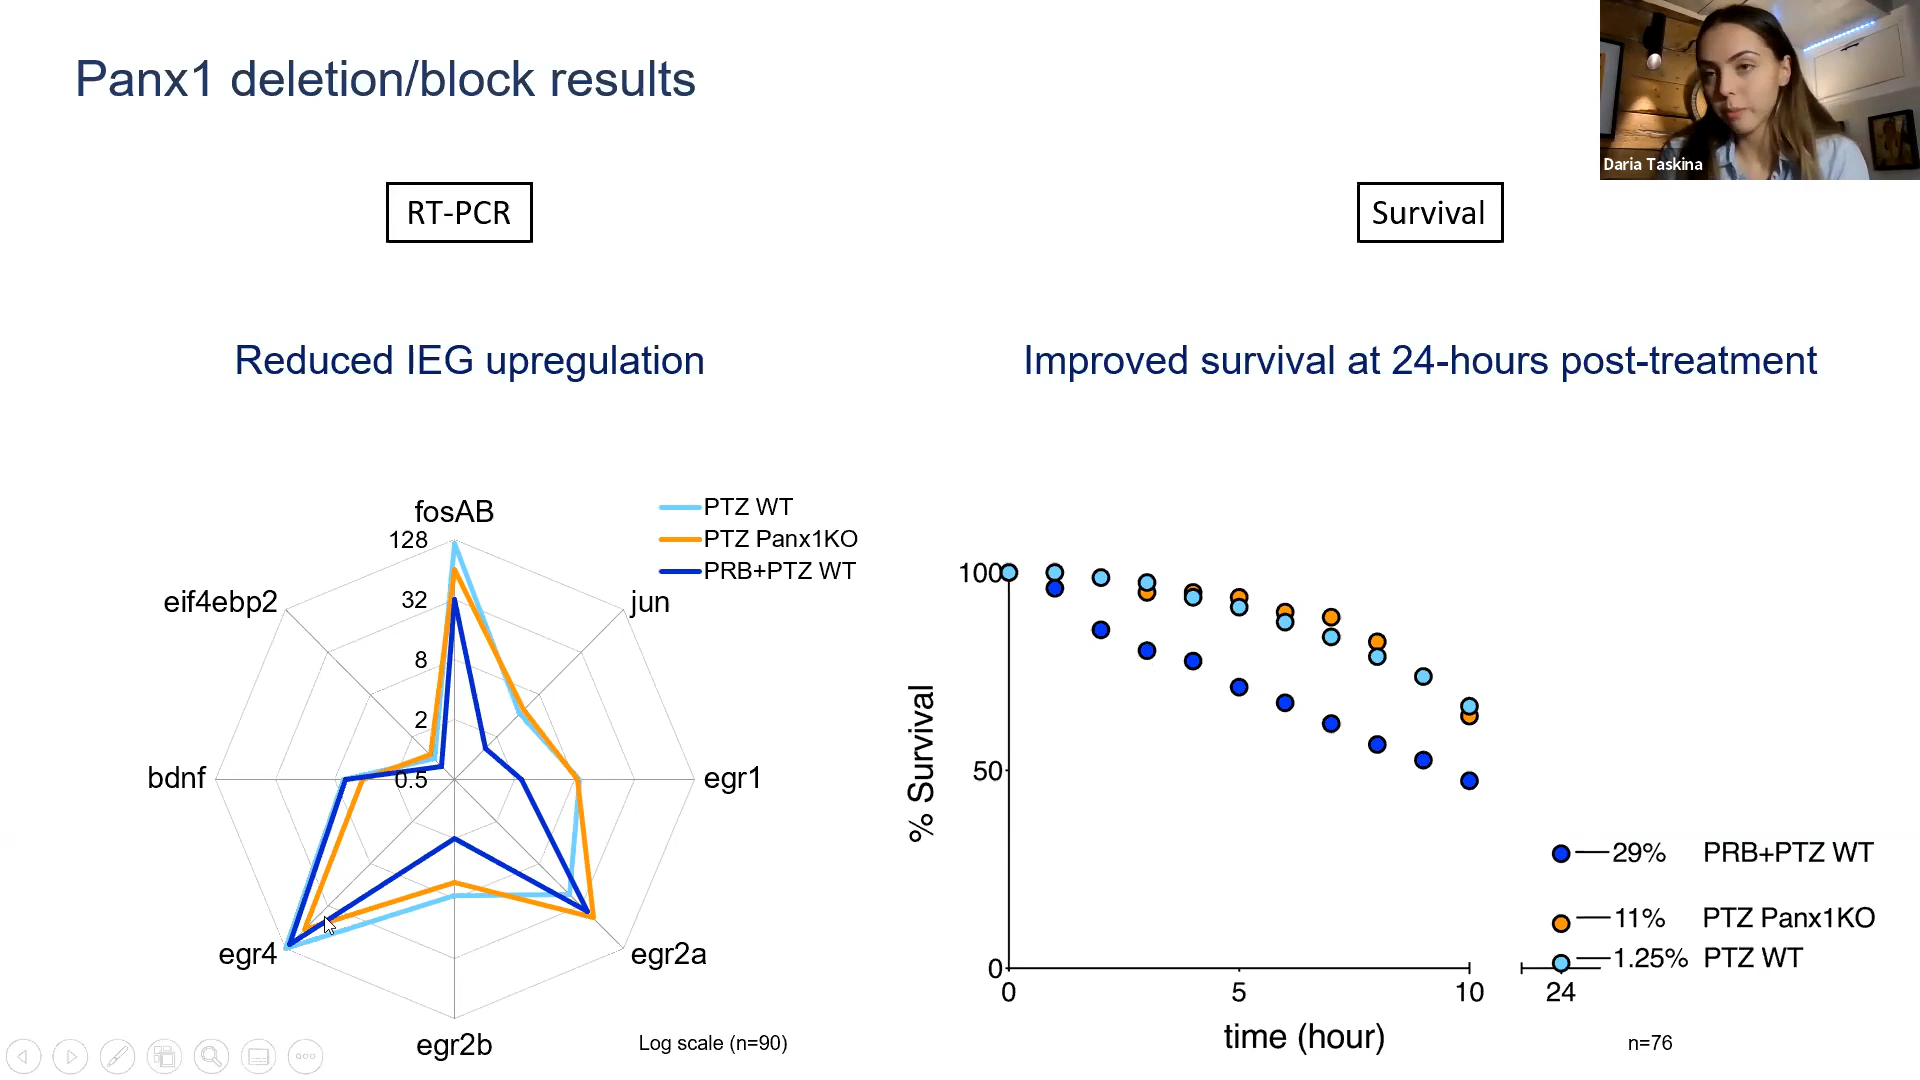 Panx1 deletion/block results
Daria Taskina
RT-PCR
Survival
Reduced IEG upregulation
Improved survival at 24-hours post-treatment
fosAB
128
32
8
2
0.5
jun
egr1
egr2a
egr2b
egr4
bdnf
eif4ebp2
PTZ WT
PTZ Panx1KO
PRB+PTZ WT
Log scale (n=90)
% Survival
100
50
0
0
5
10
24
time (hour)
29% PRB+PTZ WT
11% PTZ Panx1KO
1.25% PTZ WT
n=76